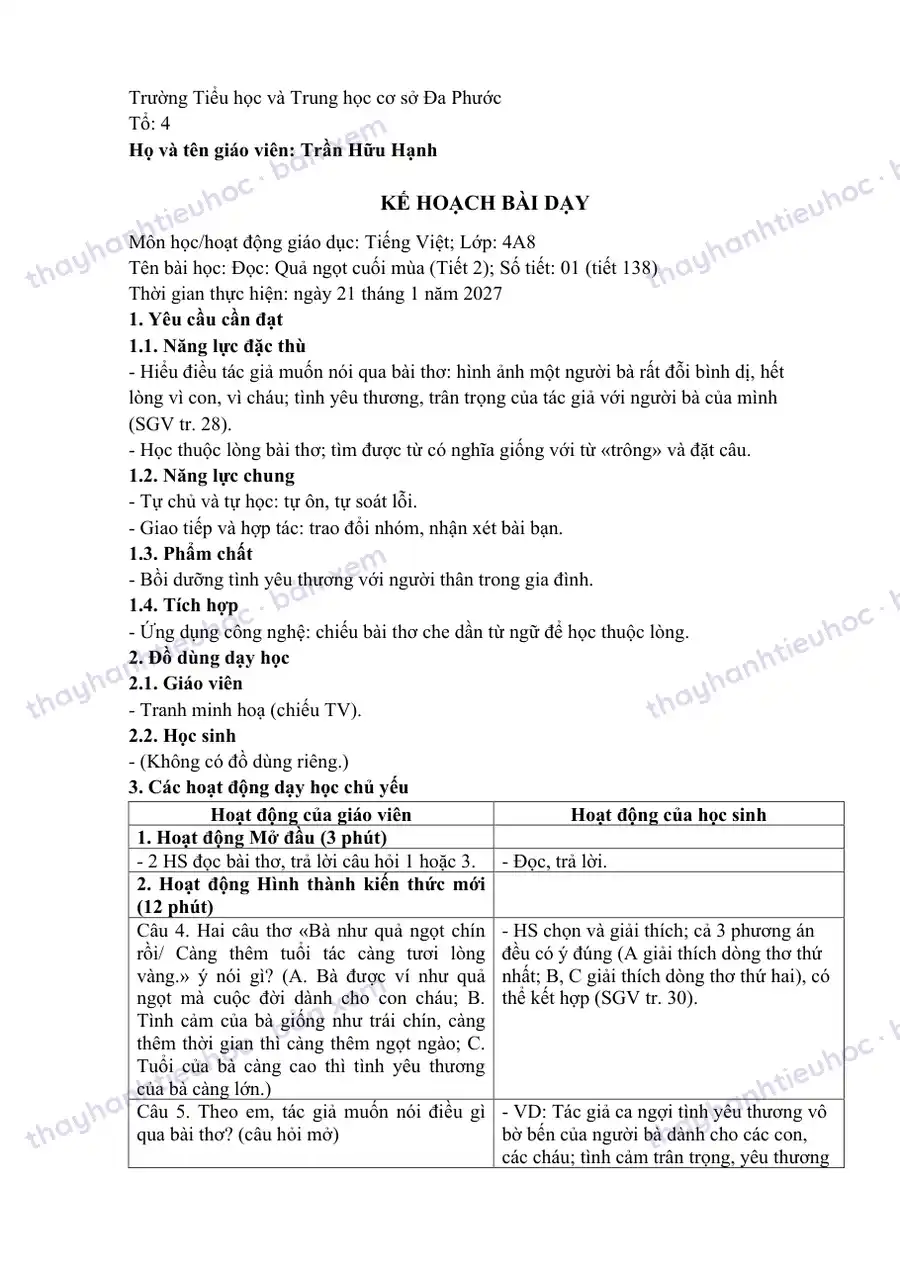 Trường Tiểu học và Trung học cơ sở Đa Phước
Tổ: 4
Họ và tên giáo viên: Trần Hữu Hạnh
KẾ HOẠCH BÀI DẠY
Môn học/hoạt động giáo dục: Tiếng Việt; Lớp: 4A8
Tên bài học: Đọc: Quả ngọt cuối mùa (Tiết 2); Số tiết: 01 (tiết 138)
Thời gian thực hiện: ngày 21 tháng 1 năm 2027
1. Yêu cầu cần đạt
1.1. Năng lực đặc thù
- Hiểu điều tác giả muốn nói qua bài thơ: hình ảnh một người bà rất đỗi bình dị, hết
lòng vì con, vì cháu; tình yêu thương, trân trọng của tác giả với người bà của mình
(SGV tr. 28).
- Học thuộc lòng bài thơ; tìm được từ có nghĩa giống với từ «trông» và đặt câu.
1.2. Năng lực chung
- Tự chủ và tự học: tự ôn, tự soát lỗi.
- Giao tiếp và hợp tác: trao đổi nhóm, nhận xét bài bạn.
1.3. Phẩm chất
- Bồi dưỡng tình yêu thương với người thân trong gia đình.
1.4. Tích hợp
- Ứng dụng công nghệ: chiếu bài thơ che dần từ ngữ để học thuộc lòng.
2. Đồ dùng dạy học
2.1. Giáo viên
- Tranh minh hoạ (chiếu TV).
2.2. Học sinh
- (Không có đồ dùng riêng.)
3. Các hoạt động dạy học chủ yếu
Hoạt động của giáo viên
Hoạt động của học sinh
1. Hoạt động Mở đầu (3 phút)
- 2 HS đọc bài thơ, trả lời câu hỏi 1 hoặc 3.
- Đọc, trả lời.
2. Hoạt động Hình thành kiến thức mới
(12 phút)
Câu 4. Hai câu thơ «Bà như quả ngọt chín
rồi/ Càng thêm tuổi tác càng tươi lòng
vàng.» ý nói gì? (A. Bà được ví như quả
ngọt mà cuộc đời dành cho con cháu; B.
Tình cảm của bà giống như trái chín, càng
thêm thời gian thì càng thêm ngọt ngào; C.
Tuổi của bà càng cao thì tình yêu thương
của bà càng lớn.)
- HS chọn và giải thích; cả 3 phương án
đều có ý đúng (A giải thích dòng thơ thứ
nhất; B, C giải thích dòng thơ thứ hai), có
thể kết hợp (SGV tr. 30).
Câu 5. Theo em, tác giả muốn nói điều gì
qua bài thơ? (câu hỏi mở)
- VD: Tác giả ca ngợi tình yêu thương vô
bờ bến của người bà dành cho các con,
các cháu; tình cảm trân trọng, yêu thương
thayhanhtieuhoc · bản xem
thayhanhtieuhoc · b
thayhanhtieuhoc · bản xem
thayhanhtieuhoc · b
thayhanhtieuhoc · bản xem
thayhanhtieuhoc · b